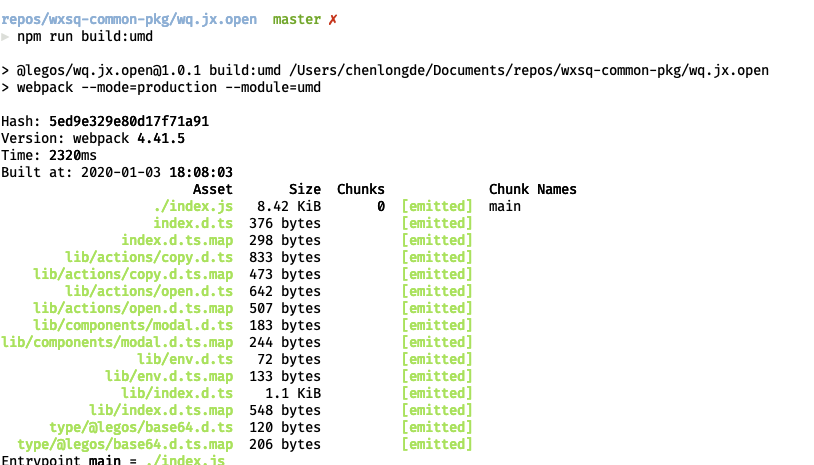 repos/wxsq-common-pkg/wq.jx.open master ✗
▶ npm run build:umd
> @legos/wq.jx.open@1.0.1 build:umd /Users/chenlongde/Documents/repos/wxsq-common-pkg/wq.jx.open
> webpack --mode=production --module=umd
Hash: 5ed9e329e80d17f71a91
Version: webpack 4.41.5
Time: 2320ms
Built at: 2020-01-03 18:08:03
Asset Size Chunks Chunk Names
./index.js 8.42 KiB 0 [emitted] main
index.d.ts 376 bytes [emitted]
index.d.ts.map 298 bytes [emitted]
lib/actions/copy.d.ts 833 bytes [emitted]
lib/actions/copy.d.ts.map 473 bytes [emitted]
lib/actions/open.d.ts 642 bytes [emitted]
lib/actions/open.d.ts.map 507 bytes [emitted]
lib/components/modal.d.ts 183 bytes [emitted]
lib/components/modal.d.ts.map 244 bytes [emitted]
lib/env.d.ts 72 bytes [emitted]
lib/env.d.ts.map 133 bytes [emitted]
lib/index.d.ts 1.1 KiB [emitted]
lib/index.d.ts.map 548 bytes [emitted]
type/@legos/base64.d.ts 120 bytes [emitted]
type/@legos/base64.d.ts.map 206 bytes [emitted]
Entrypoint main = ./index.js